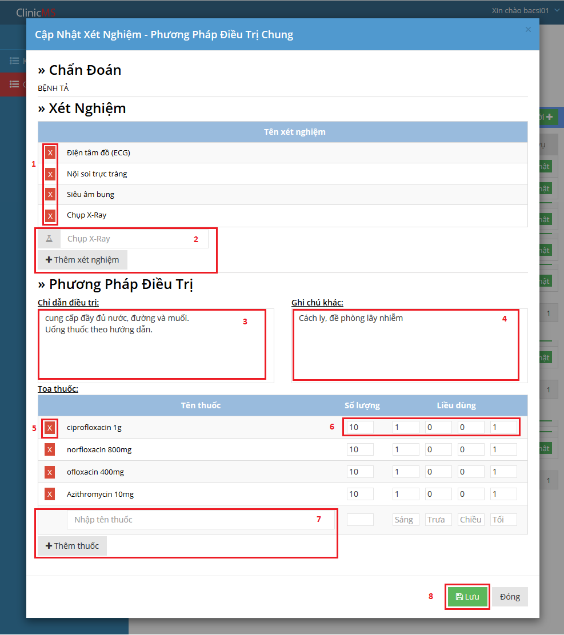 Clinic
Xin chào bacsi01
Cập Nhật Xét Nghiệm - Phương Pháp Điều Trị Chung
×
» Chẩn Đoán
BỆNH TẢ
» Xét Nghiệm
Tên xét nghiệm
1
X Điện tâm đồ (ECG)
X Nội soi trực tràng
X Siêu âm bung
X Chụp X-Ray
Chụp X-Ray 2
+ Thêm xét nghiệm
» Phương Pháp Điều Trị
Chỉ dẫn điều trị: Ghi chú khác:
cung cấp đầy đủ nước, đường và muối. 3
Uống thuốc theo hướng dẫn.
Cách ly. đề phòng lây nhiễm 4
Toa thuốc:
Tên thuốc Số lượng Liều dùng
5 X ciprofloxacin 1g 6 10 1 0 0 1
X norfloxacin 800mg 10 1 0 0 1
X ofloxacin 400mg 10 1 0 0 1
X Azithromycin 10mg 10 1 0 0 1
Nhập tên thuốc 7 Sáng Trưa Chiều Tối
+ Thêm thuốc
8 Lưu Đóng